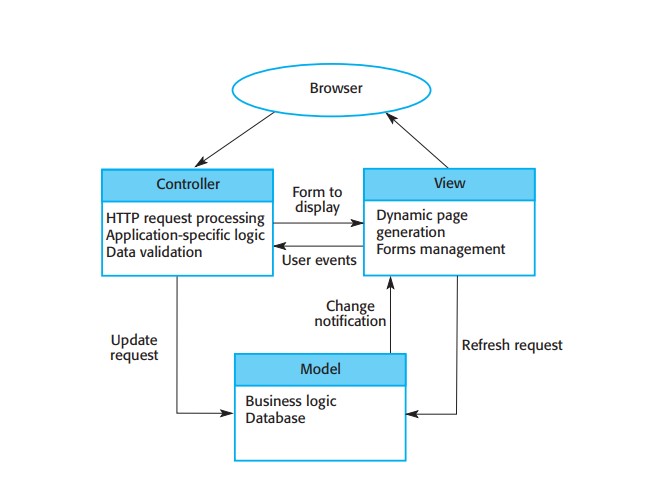 Browser
Controller
HTTP request processing
Application-specific logic
Data validation
Form to
display
User events
View
Dynamic page
generation
Forms management
Update
request
Change
notification
Refresh request
Model
Business logic
Database